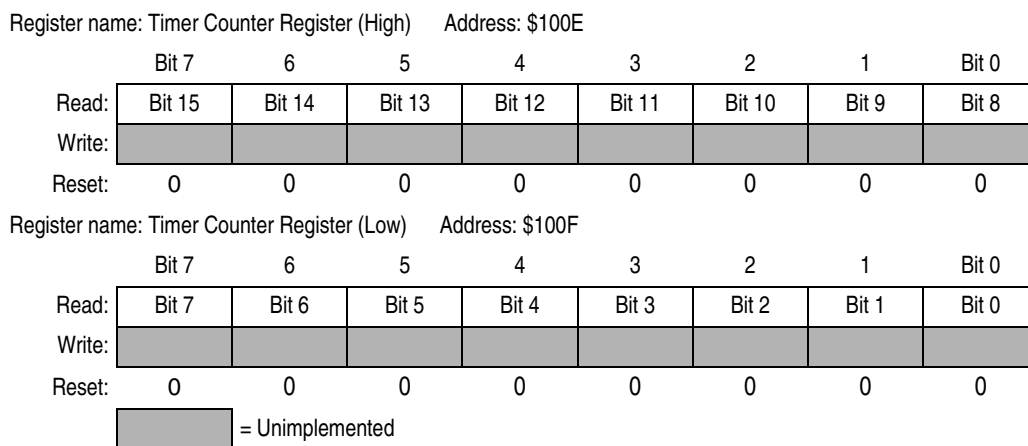 Register name: Timer Counter Register (High) Address: $100E
Bit 7 6 5 4 3 2 1 Bit 0
Read: Bit 15 Bit 14 Bit 13 Bit 12 Bit 11 Bit 10 Bit 9 Bit 8
Write:
Reset: 0 0 0 0 0 0 0 0
Register name: Timer Counter Register (Low) Address: $100F
Bit 7 6 5 4 3 2 1 Bit 0
Read: Bit 7 Bit 6 Bit 5 Bit 4 Bit 3 Bit 2 Bit 1 Bit 0
Write:
Reset: 0 0 0 0 0 0 0 0
= Unimplemented